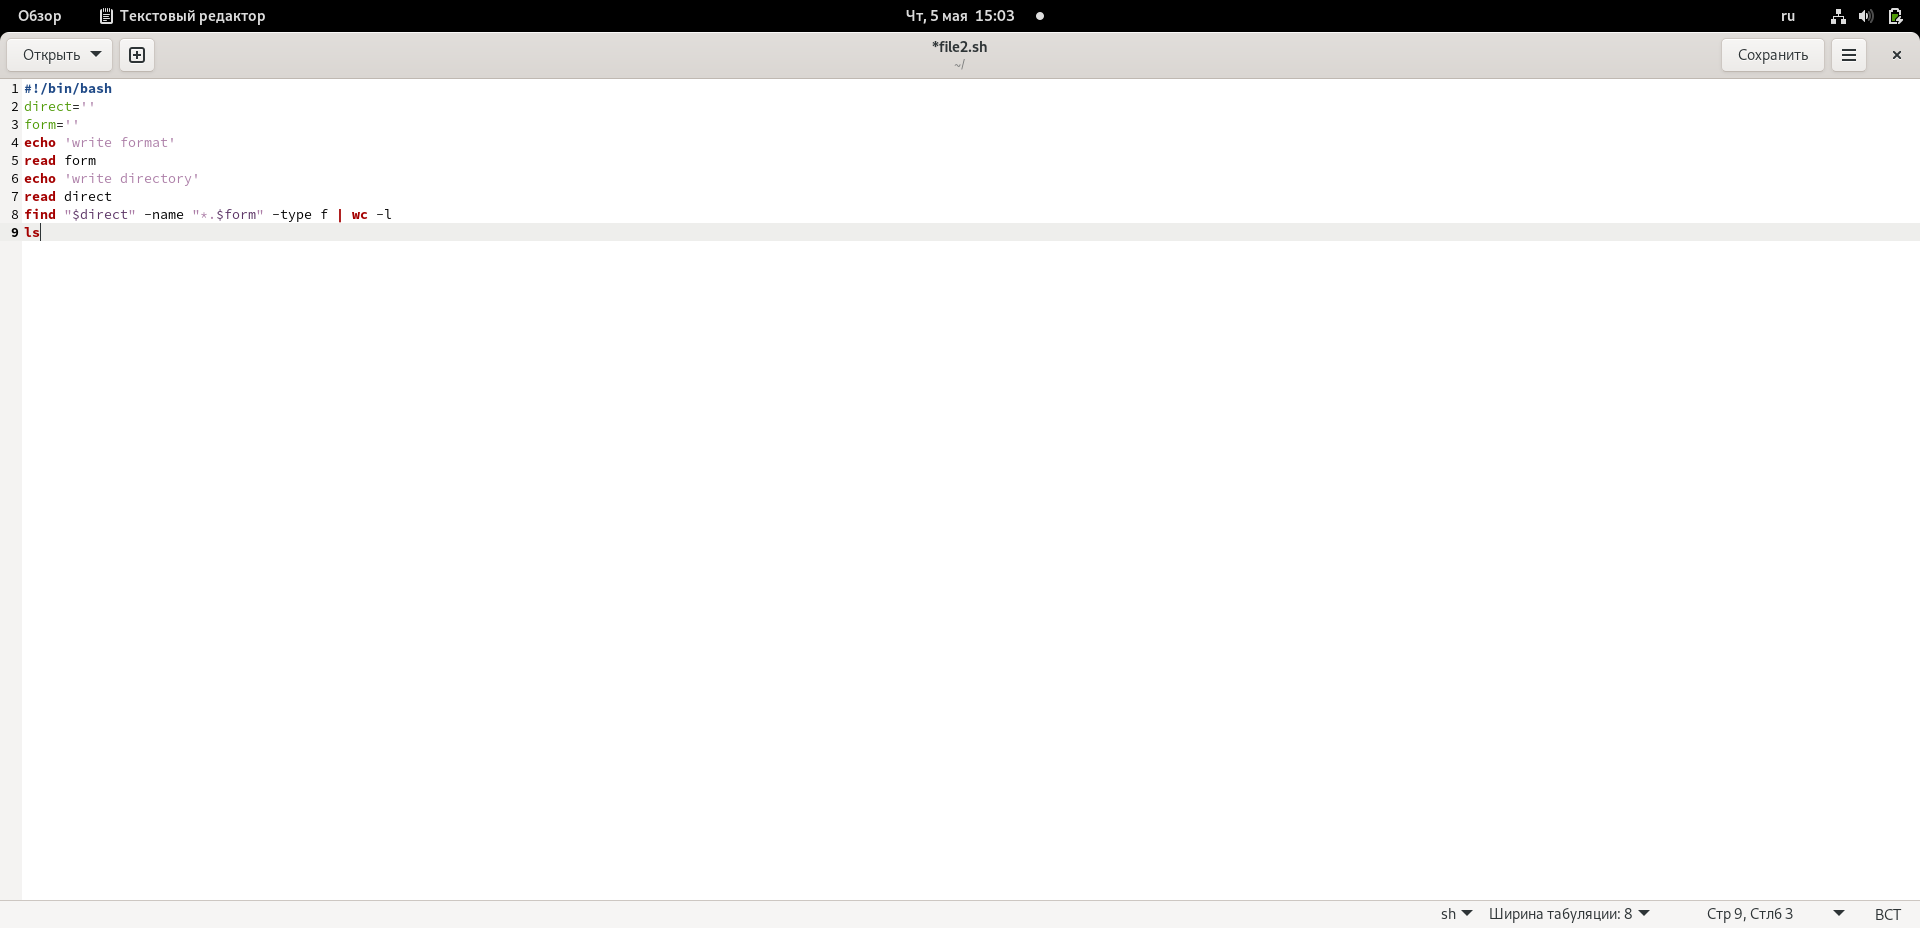 Обзор Текстовый редактор Чт, 5 мая 15:03 ru
Открыть *file2.sh Сохранить
~/
1 #!/bin/bash
2 direct=''
3 form=''
4 echo 'write format'
5 read form
6 echo 'write directory'
7 read direct
8 find "$direct" -name "*.$form" -type f | wc -l
9 ls
sh Ширина табуляции: 8 Стр 9, Стлб 3 ВСТ